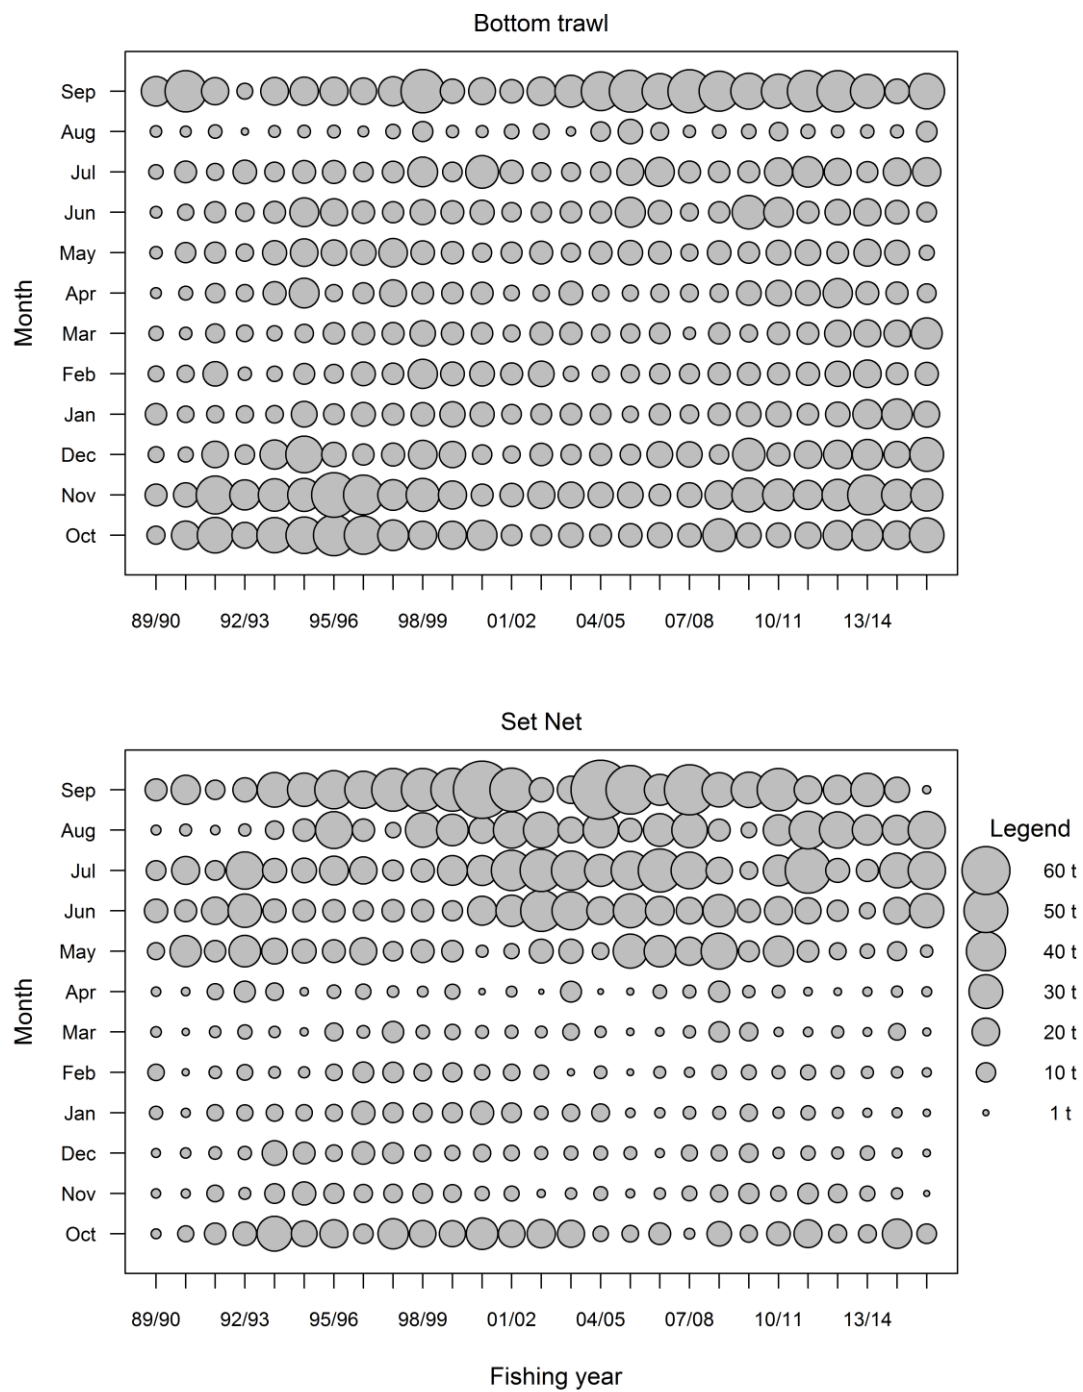 Bottom trawl
Sep
Aug
Jul
Jun
May
Apr
Mar
Feb
Jan
Dec
Nov
Oct
Month
89/90 92/93 95/96 98/99 01/02 04/05 07/08 10/11 13/14
Set Net
Sep
Aug
Jul
Jun
May
Apr
Mar
Feb
Jan
Dec
Nov
Oct
Month
Legend
60 t
50 t
40 t
30 t
20 t
10 t
1 t
89/90 92/93 95/96 98/99 01/02 04/05 07/08 10/11 13/14
Fishing year